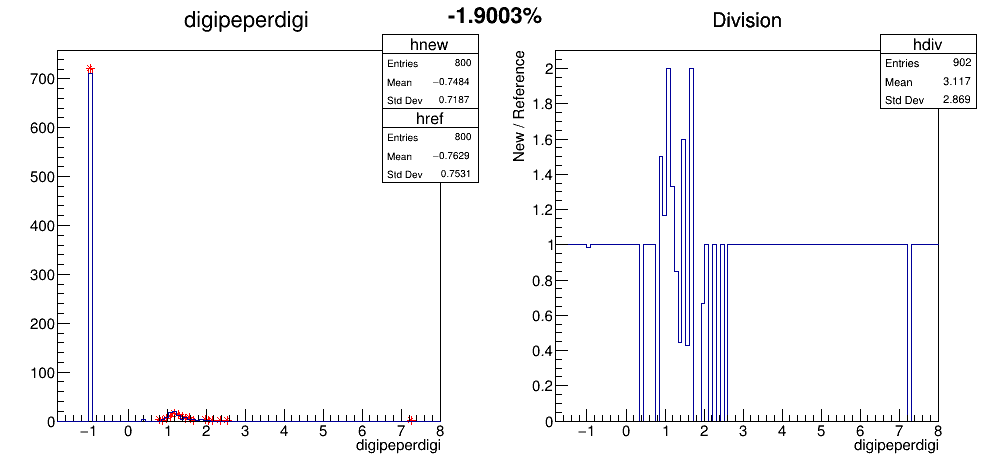 digipeperdigi
-1.9003%
Division
hnew
Entries 800
Mean −0.7484
Std Dev 0.7187
href
Entries 800
Mean −0.7629
Std Dev 0.7531
700
600
500
400
300
200
100
0
−1 0 1 2 3 4 5 6 7 8
digipeperdigi
hdiv
Entries 902
Mean 3.117
Std Dev 2.869
New / Reference
2
1.8
1.6
1.4
1.2
1
0.8
0.6
0.4
0.2
0
−1 0 1 2 3 4 5 6 7 8
digipeperdigi